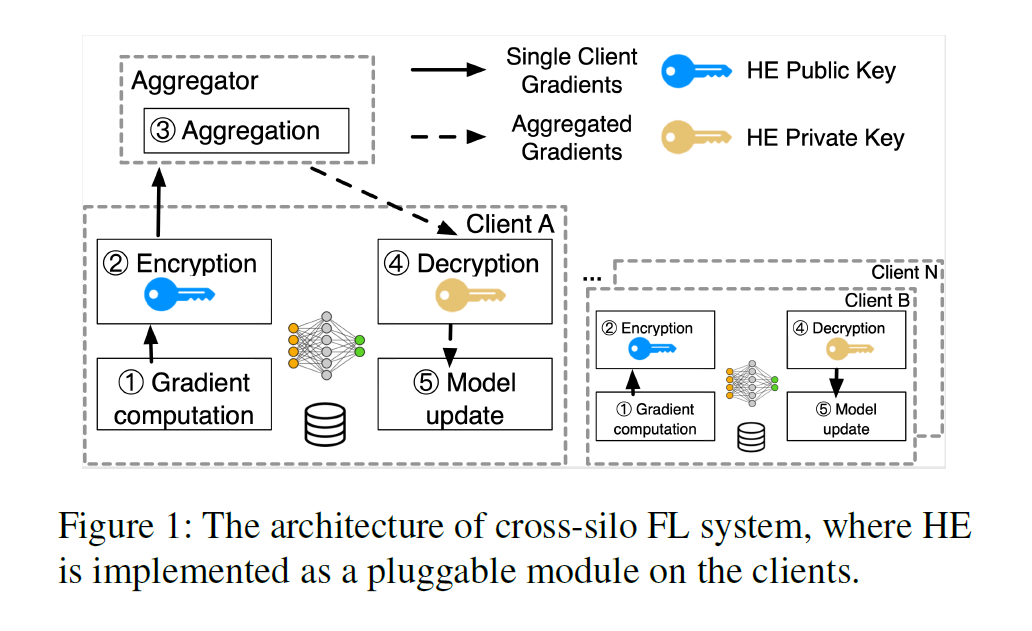 Aggregator
③ Aggregation
Single Client
Gradients
HE Public Key
Aggregated
Gradients
HE Private Key
Client A
② Encryption
④ Decryption
① Gradient
computation
⑤ Model
update
...
Client N
Client B
② Encryption
④ Decryption
① Gradient
computation
⑤ Model
update
Figure 1: The architecture of cross-silo FL system, where HE
is implemented as a pluggable module on the clients.